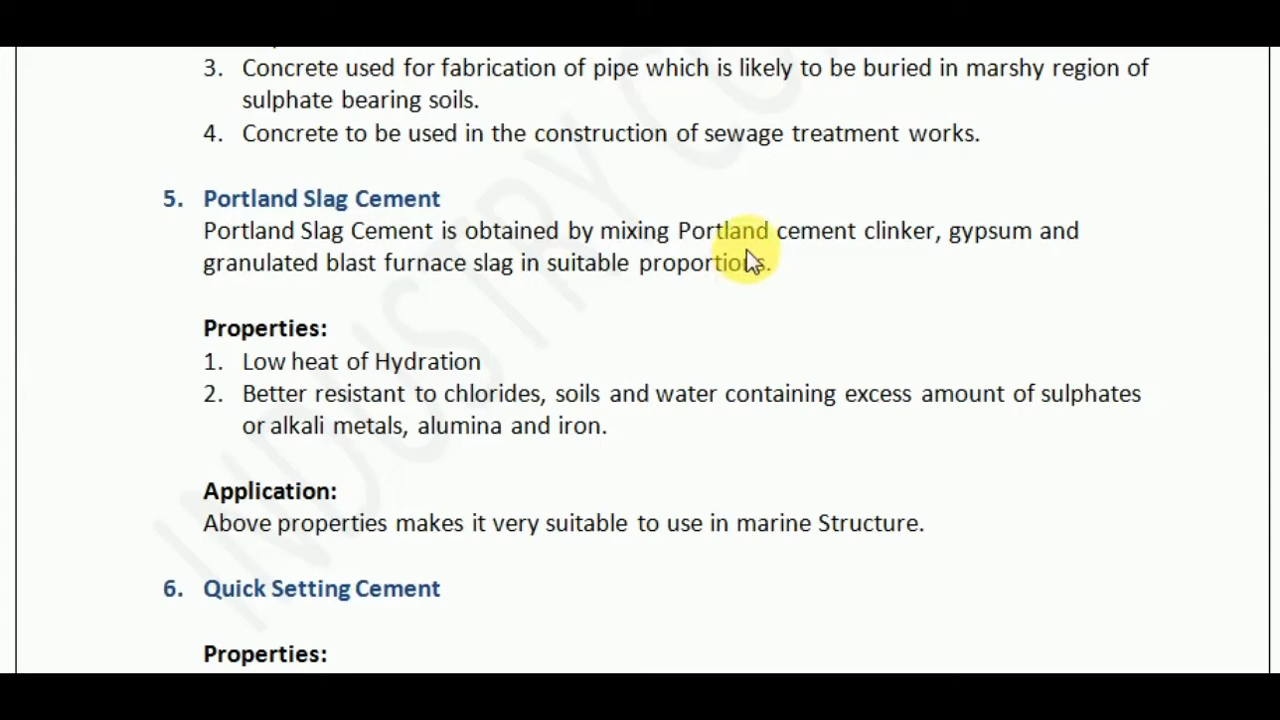 3. Concrete used for fabrication of pipe which is likely to be buried in marshy region of
sulphate bearing soils.
4. Concrete to be used in the construction of sewage treatment works.
5. Portland Slag Cement
Portland Slag Cement is obtained by mixing Portland cement clinker, gypsum and
granulated blast furnace slag in suitable proportions.
Properties:
1. Low heat of Hydration
2. Better resistant to chlorides, soils and water containing excess amount of sulphates
or alkali metals, alumina and iron.
Application:
Above properties makes it very suitable to use in marine Structure.
6. Quick Setting Cement
Properties:
INDUSTRY